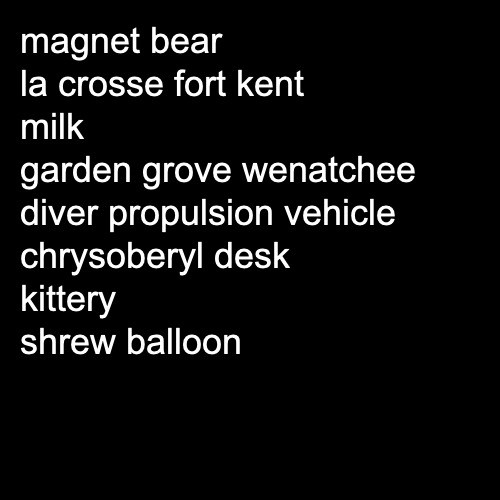 magnet bear
la crosse fort kent
milk
garden grove wenatchee
diver propulsion vehicle
chrysoberyl desk
kittery
shrew balloon